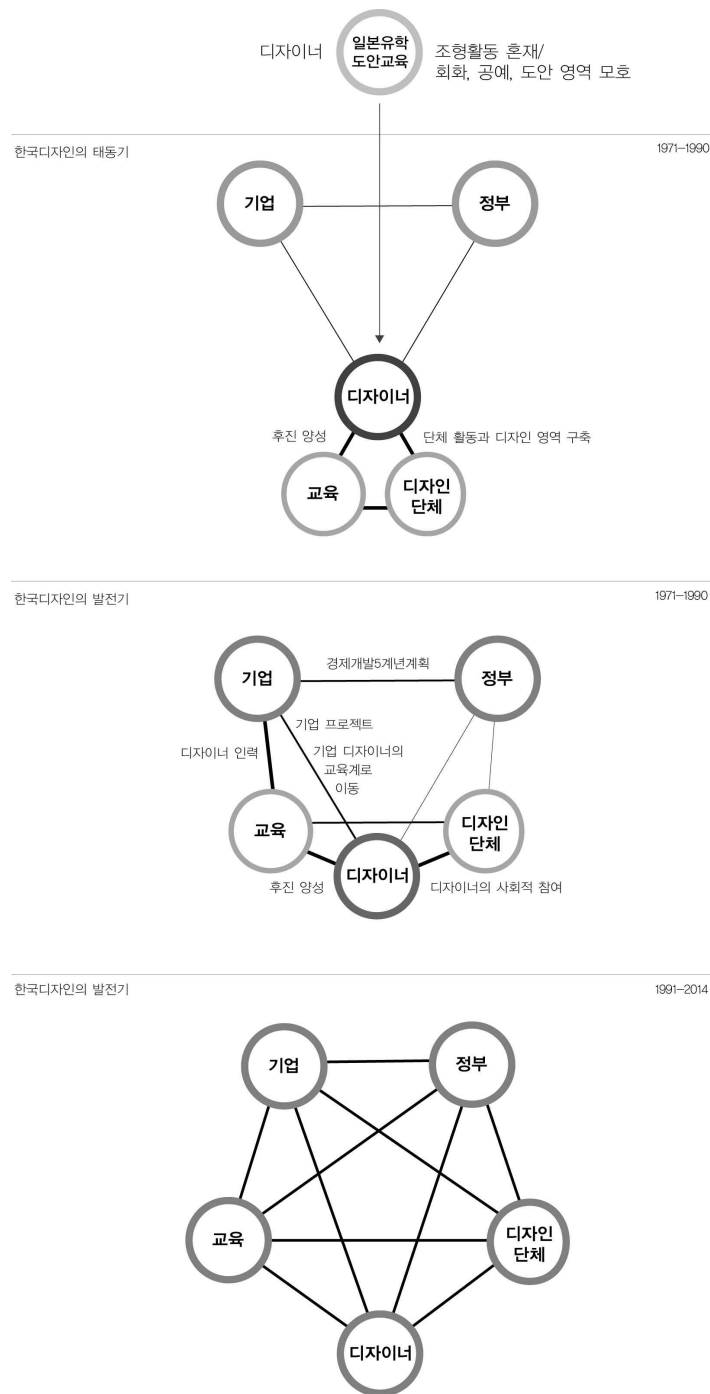 디자이너
일본유학
도안교육
조형활동 혼재/
회화, 공예, 도안 영역 모호
한국디자인의 태동기
1971–1990
기업
정부
디자이너
후진 양성
단체 활동과 디자인 영역 구축
교육
디자인
단체
한국디자인의 발전기
1971–1990
기업
경제개발5계년계획
정부
기업 프로젝트
디자이너 인력
기업 디자이너의
교육계로
이동
교육
디자인
단체
디자이너
후진 양성
디자이너의 사회적 참여
한국디자인의 발전기
1991–2014
기업
정부
교육
디자인
단체
디자이너